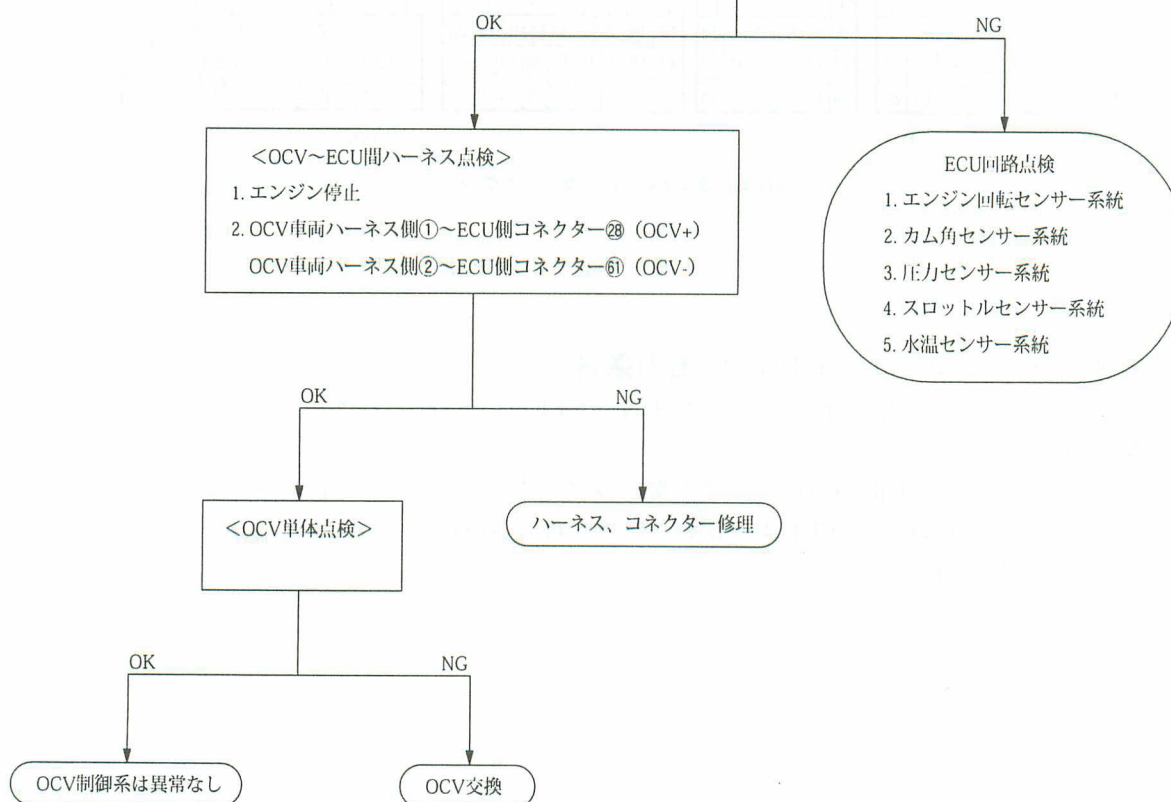 OK
NG
<OCV～ECU間ハーネス点検>
1. エンジン停止
2. OCV車両ハーネス側①～ECU側コネクター㉘（OCV+）
OCV車両ハーネス側②～ECU側コネクター�61（OCV-）
ECU回路点検
1. エンジン回転センサー系統
2. カム角センサー系統
3. 圧力センサー系統
4. スロットルセンサー系統
5. 水温センサー系統
OK
NG
<OCV単体点検>
ハーネス、コネクター修理
OK
NG
OCV制御系は異常なし
OCV交換